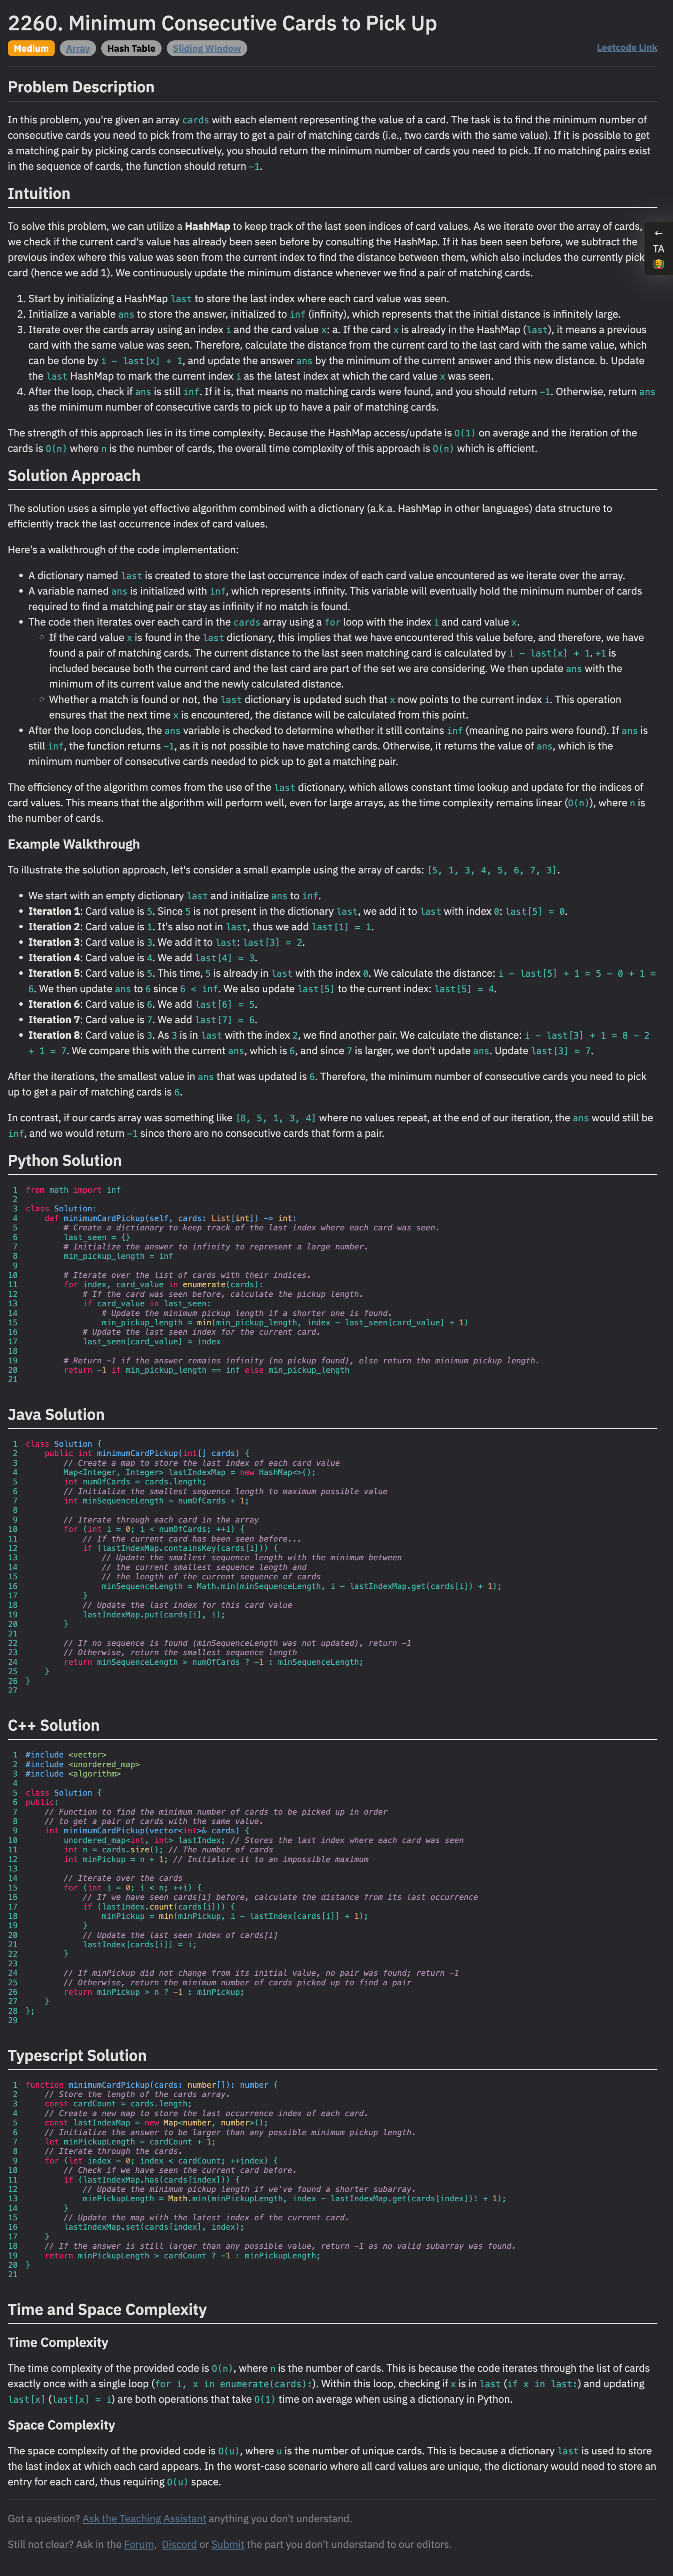 2260. Minimum Consecutive Cards to Pick Up
Medium Array Hash Table Sliding Window Leetcode Link
Problem Description
In this problem, you're given an array cards with each element representing the value of a card. The task is to find the minimum number of
consecutive cards you need to pick from the array to get a pair of matching cards (i.e., two cards with the same value). If it is possible to get
a matching pair by picking cards consecutively, you should return the minimum number of cards you need to pick. If no matching pairs exist
in the sequence of cards, the function should return -1.
Intuition
To solve this problem, we can utilize a HashMap to keep track of the last seen indices of card values. As we iterate over the array of cards,
we check if the current card's value has already been seen before by consulting the HashMap. If it has been seen before, we subtract the
previous index where this value was seen from the current index to find the distance between them, which also includes the currently pick
card (hence we add 1). We continuously update the minimum distance whenever we find a pair of matching cards.
←
TA
1. Start by initializing a HashMap last to store the last index where each card value was seen.
2. Initialize a variable ans to store the answer, initialized to inf (infinity), which represents that the initial distance is infinitely large.
3. Iterate over the cards array using an index i and the card value x: a. If the card x is already in the HashMap (last), it means a previous
card with the same value was seen. Therefore, calculate the distance from the current card to the last card with the same value, which
can be done by i - last[x] + 1, and update the answer ans by the minimum of the current answer and this new distance. b. Update
the last HashMap to mark the current index i as the latest index at which the card value x was seen.
4. After the loop, check if ans is still inf. If it is, that means no matching cards were found, and you should return -1. Otherwise, return ans
as the minimum number of consecutive cards to pick up to have a pair of matching cards.
The strength of this approach lies in its time complexity. Because the HashMap access/update is O(1) on average and the iteration of the
cards is O(n) where n is the number of cards, the overall time complexity of this approach is O(n) which is efficient.
Solution Approach
The solution uses a simple yet effective algorithm combined with a dictionary (a.k.a. HashMap in other languages) data structure to
efficiently track the last occurrence index of card values.
Here's a walkthrough of the code implementation:
• A dictionary named last is created to store the last occurrence index of each card value encountered as we iterate over the array.
• A variable named ans is initialized with inf, which represents infinity. This variable will eventually hold the minimum number of cards
required to find a matching pair or stay as infinity if no match is found.
• The code then iterates over each card in the cards array using a for loop with the index i and card value x.
◦ If the card value x is found in the last dictionary, this implies that we have encountered this value before, and therefore, we have
found a pair of matching cards. The current distance to the last seen matching card is calculated by i - last[x] + 1. +1 is
included because both the current card and the last card are part of the set we are considering. We then update ans with the
minimum of its current value and the newly calculated distance.
◦ Whether a match is found or not, the last dictionary is updated such that x now points to the current index i. This operation
ensures that the next time x is encountered, the distance will be calculated from this point.
• After the loop concludes, the ans variable is checked to determine whether it still contains inf (meaning no pairs were found). If ans is
still inf, the function returns -1, as it is not possible to have matching cards. Otherwise, it returns the value of ans, which is the
minimum number of consecutive cards needed to pick up to get a matching pair.
The efficiency of the algorithm comes from the use of the last dictionary, which allows constant time lookup and update for the indices of
card values. This means that the algorithm will perform well, even for large arrays, as the time complexity remains linear (O(n)), where n is
the number of cards.
Example Walkthrough
To illustrate the solution approach, let's consider a small example using the array of cards: [5, 1, 3, 4, 5, 6, 7, 3].
• We start with an empty dictionary last and initialize ans to inf.
• Iteration 1: Card value is 5. Since 5 is not present in the dictionary last, we add it to last with index 0: last[5] = 0.
• Iteration 2: Card value is 1. It's also not in last, thus we add last[1] = 1.
• Iteration 3: Card value is 3. We add it to last: last[3] = 2.
• Iteration 4: Card value is 4. We add last[4] = 3.
• Iteration 5: Card value is 5. This time, 5 is already in last with the index 0. We calculate the distance: i - last[5] + 1 = 5 - 0 + 1 =
6. We then update ans to 6 since 6 < inf. We also update last[5] to the current index: last[5] = 4.
• Iteration 6: Card value is 6. We add last[6] = 5.
• Iteration 7: Card value is 7. We add last[7] = 6.
• Iteration 8: Card value is 3. As 3 is in last with the index 2, we find another pair. We calculate the distance: i - last[3] + 1 = 8 - 2
+ 1 = 7. We compare this with the current ans, which is 6, and since 7 is larger, we don't update ans. Update last[3] = 7.
After the iterations, the smallest value in ans that was updated is 6. Therefore, the minimum number of consecutive cards you need to pick
up to get a pair of matching cards is 6.
In contrast, if our cards array was something like [8, 5, 1, 3, 4] where no values repeat, at the end of our iteration, the ans would still be
inf, and we would return -1 since there are no consecutive cards that form a pair.
Python Solution
1 from math import inf
2
3 class Solution:
4     def minimumCardPickup(self, cards: List[int]) -> int:
5         # Create a dictionary to keep track of the last index where each card was seen.
6         last_seen = {}
7         # Initialize the answer to infinity to represent a large number.
8         min_pickup_length = inf
9
10         # Iterate over the list of cards with their indices.
11         for index, card_value in enumerate(cards):
12             # If the card was seen before, calculate the pickup length.
13             if card_value in last_seen:
14                 # Update the minimum pickup length if a shorter one is found.
15                 min_pickup_length = min(min_pickup_length, index - last_seen[card_value] + 1)
16             # Update the last seen index for the current card.
17             last_seen[card_value] = index
18
19         # Return -1 if the answer remains infinity (no pickup found), else return the minimum pickup length.
20         return -1 if min_pickup_length == inf else min_pickup_length
21
Java Solution
1 class Solution {
2     public int minimumCardPickup(int[] cards) {
3         // Create a map to store the last index of each card value
4         Map<Integer, Integer> lastIndexMap = new HashMap<>();
5         int numOfCards = cards.length;
6         // Initialize the smallest sequence length to maximum possible value
7         int minSequenceLength = numOfCards + 1;
8
9         // Iterate through each card in the array
10         for (int i = 0; i < numOfCards; ++i) {
11             // If the current card has been seen before...
12             if (lastIndexMap.containsKey(cards[i])) {
13                 // Update the smallest sequence length with the minimum between
14                 // the current smallest sequence length and
15                 // the length of the current sequence of cards
16                 minSequenceLength = Math.min(minSequenceLength, i - lastIndexMap.get(cards[i]) + 1);
17             }
18             // Update the last index for this card value
19             lastIndexMap.put(cards[i], i);
20         }
21
22         // If no sequence is found (minSequenceLength was not updated), return -1
23         // Otherwise, return the smallest sequence length
24         return minSequenceLength > numOfCards ? -1 : minSequenceLength;
25     }
26 }
27
C++ Solution
1 #include <vector>
2 #include <unordered_map>
3 #include <algorithm>
4
5 class Solution {
6 public:
7     // Function to find the minimum number of cards to be picked up in order
8     // to get a pair of cards with the same value.
9     int minimumCardPickup(vector<int>& cards) {
10         unordered_map<int, int> lastIndex; // Stores the last index where each card was seen
11         int n = cards.size(); // The number of cards
12         int minPickup = n + 1; // Initialize it to an impossible maximum
13
14         // Iterate over the cards
15         for (int i = 0; i < n; ++i) {
16             // If we have seen cards[i] before, calculate the distance from its last occurrence
17             if (lastIndex.count(cards[i])) {
18                 minPickup = min(minPickup, i - lastIndex[cards[i]] + 1);
19             }
20             // Update the last seen index of cards[i]
21             lastIndex[cards[i]] = i;
22         }
23
24         // If minPickup did not change from its initial value, no pair was found; return -1
25         // Otherwise, return the minimum number of cards picked up to find a pair
26         return minPickup > n ? -1 : minPickup;
27     }
28 };
29
Typescript Solution
1 function minimumCardPickup(cards: number[]): number {
2     // Store the length of the cards array.
3     const cardCount = cards.length;
4     // Create a new map to store the last occurrence index of each card.
5     const lastIndexMap = new Map<number, number>();
6     // Initialize the answer to be larger than any possible minimum pickup length.
7     let minPickupLength = cardCount + 1;
8     // Iterate through the cards.
9     for (let index = 0; index < cardCount; ++index) {
10         // Check if we have seen the current card before.
11         if (lastIndexMap.has(cards[index])) {
12             // Update the minimum pickup length if we've found a shorter subarray.
13             minPickupLength = Math.min(minPickupLength, index - lastIndexMap.get(cards[index])! + 1);
14         }
15         // Update the map with the latest index of the current card.
16         lastIndexMap.set(cards[index], index);
17     }
18     // If the answer is still larger than any possible value, return -1 as no valid subarray was found.
19     return minPickupLength > cardCount ? -1 : minPickupLength;
20 }
21
Time and Space Complexity
Time Complexity
The time complexity of the provided code is O(n), where n is the number of cards. This is because the code iterates through the list of cards
exactly once with a single loop (for i, x in enumerate(cards):). Within this loop, checking if x is in last (if x in last:) and updating
last[x] (last[x] = i) are both operations that take O(1) time on average when using a dictionary in Python.
Space Complexity
The space complexity of the provided code is O(u), where u is the number of unique cards. This is because a dictionary last is used to store
the last index at which each card appears. In the worst-case scenario where all card values are unique, the dictionary would need to store an
entry for each card, thus requiring O(u) space.
Got a question? Ask the Teaching Assistant anything you don't understand.
Still not clear? Ask in the Forum, Discord or Submit the part you don't understand to our editors.